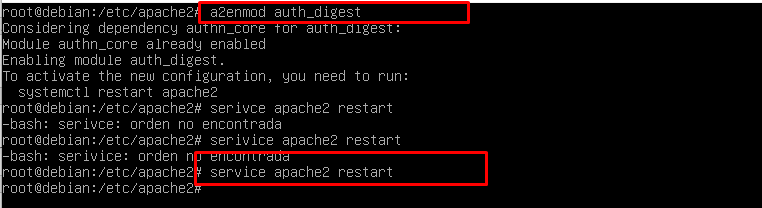 root@debian:/etc/apache2# a2enmod auth_digest
Considering dependency authn_core for auth_digest:
Module authn_core already enabled
Enabling module auth_digest.
To activate the new configuration, you need to run:
  systemctl restart apache2
root@debian:/etc/apache2# serivce apache2 restart
-bash: serivce: orden no encontrada
root@debian:/etc/apache2# serivice apache2 restart
-bash: serivice: orden no encontrada
root@debian:/etc/apache2# service apache2 restart
root@debian:/etc/apache2#